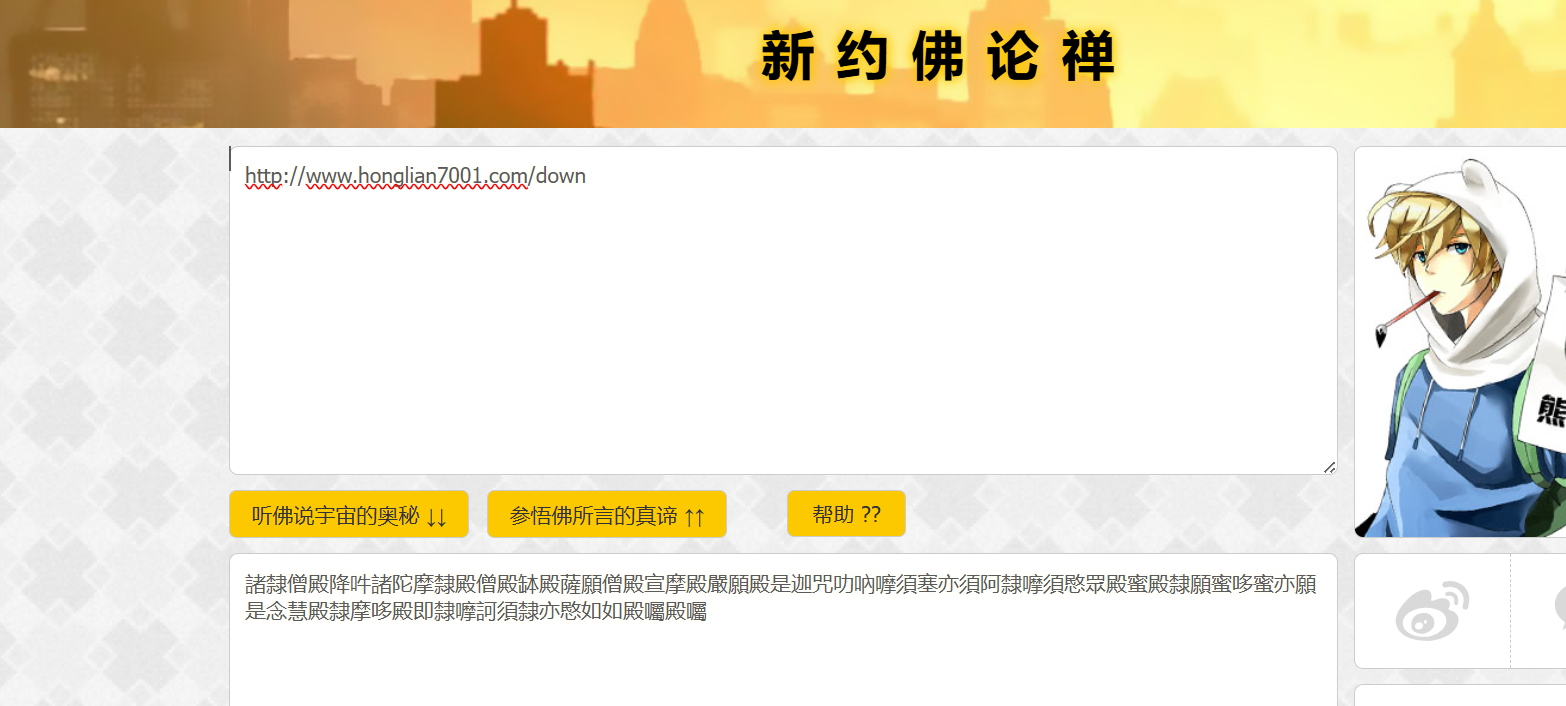 新约佛论禅
http://www.honglian7001.com/down
听佛说宇宙的奥秘 ↓↓
参悟佛所言的真谛 ↑↑
帮助 ??
諸隸僧殿降吽諸陀摩隸殿僧殿缽殿薩願僧殿宣摩殿嚴願殿是迦咒叻吶嚤須塞亦須阿隸嚤須愍眾殿蜜殿隸願蜜哆蜜亦願
是念慧殿隸摩哆殿即隸嚤訶須隸亦愍如如殿囑殿囑
熊